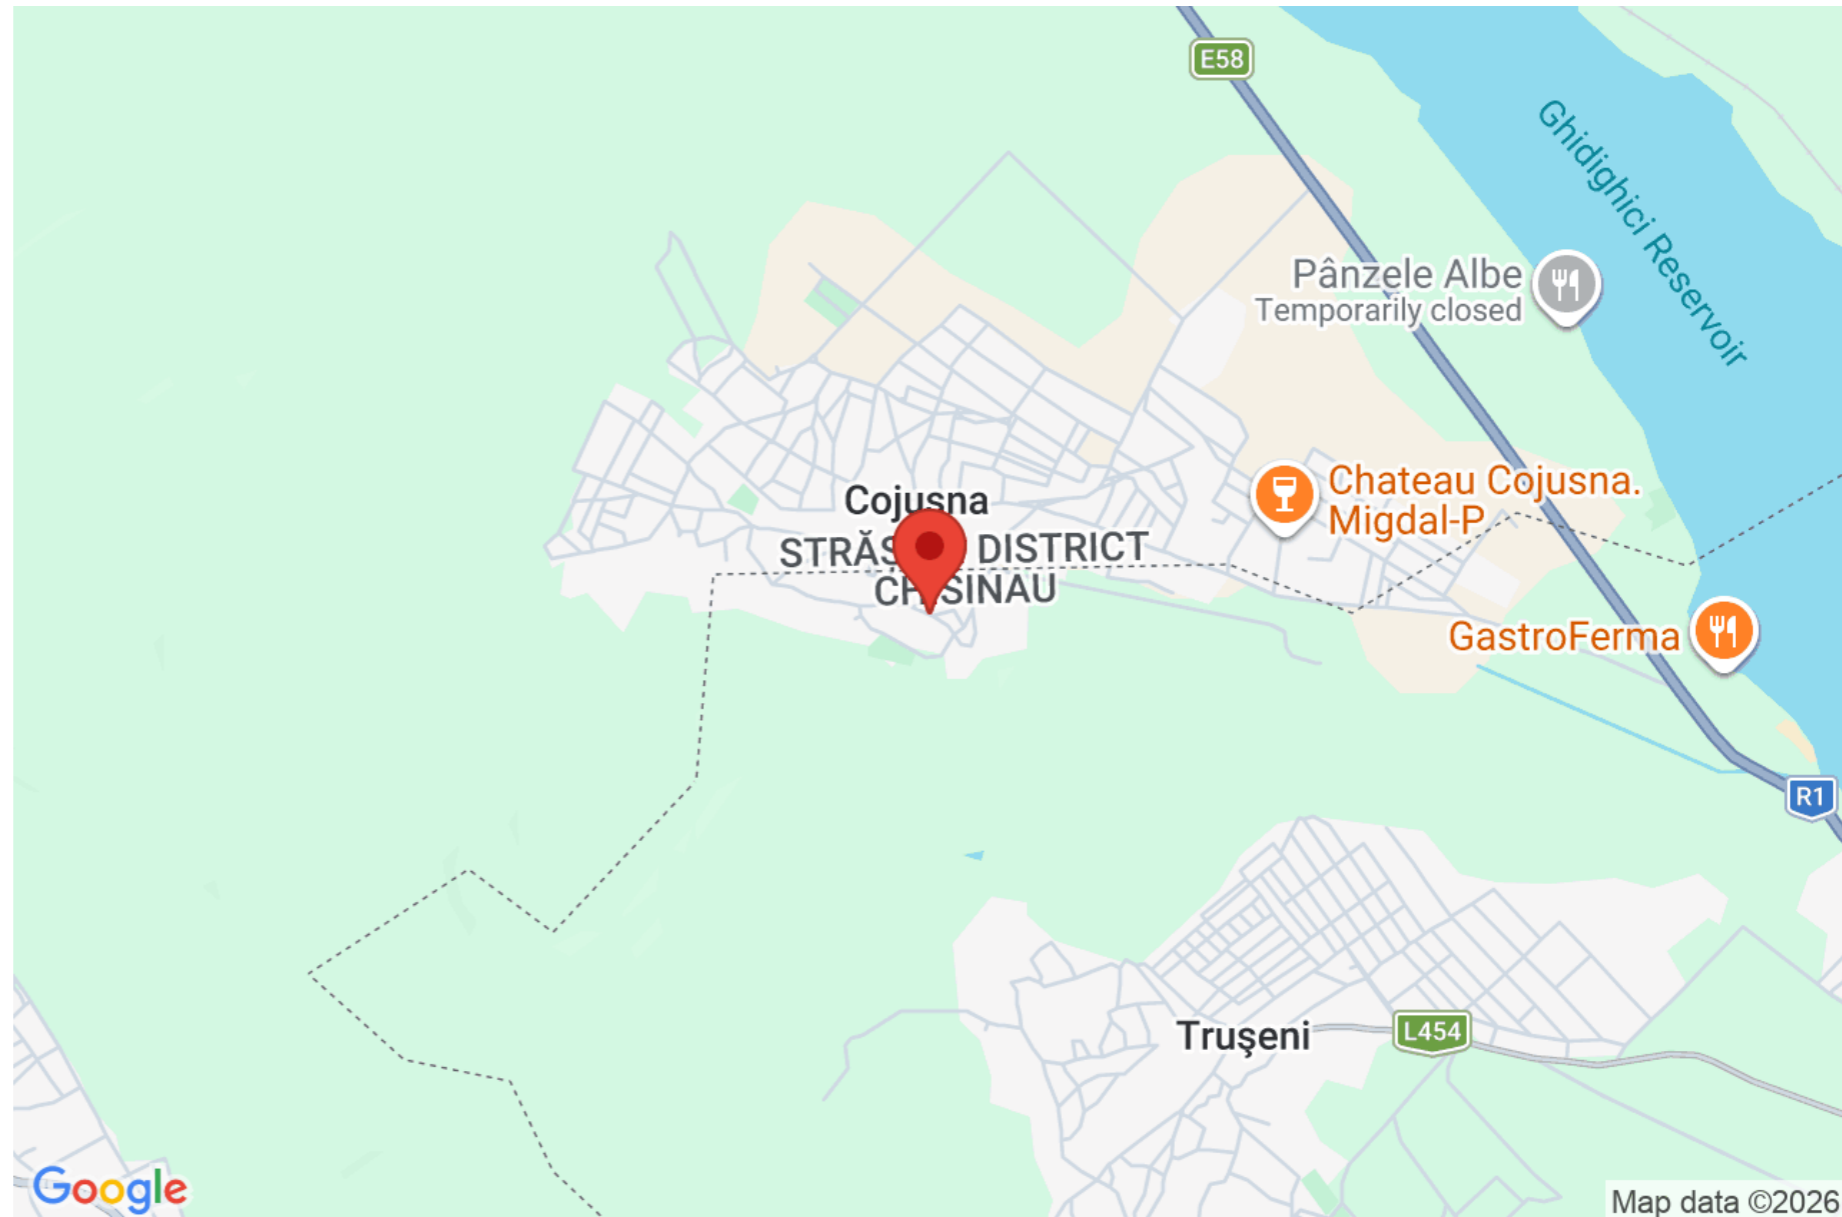 E58
Ghidighici Reservoir
Pânzele Albe
Temporarily closed
Cojusna
Chateau Cojusna.
Migdal-P
DISTRICT
GastroFerma
R1
Truşeni
L454
Google
Map data ©2026